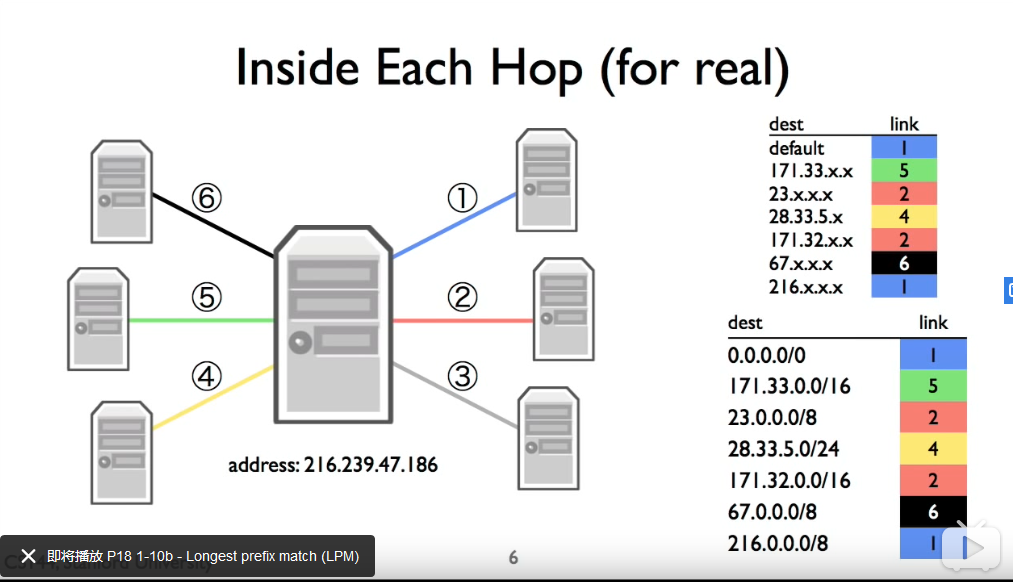 Inside Each Hop (for real)
dest link
default 1
171.33.x.x 5
23.x.x.x 2
28.33.5.x 4
171.32.x.x 2
67.x.x.x 6
216.x.x.x 1
⑥ ①
⑤ ②
④ ③
address: 216.239.47.186
dest link
0.0.0.0/0 1
171.33.0.0/16 5
23.0.0.0/8 2
28.33.5.0/24 4
171.32.0.0/16 2
67.0.0.0/8 6
216.0.0.0/8 1
即将播放 P18 1-10b - Longest prefix match (LPM)
6